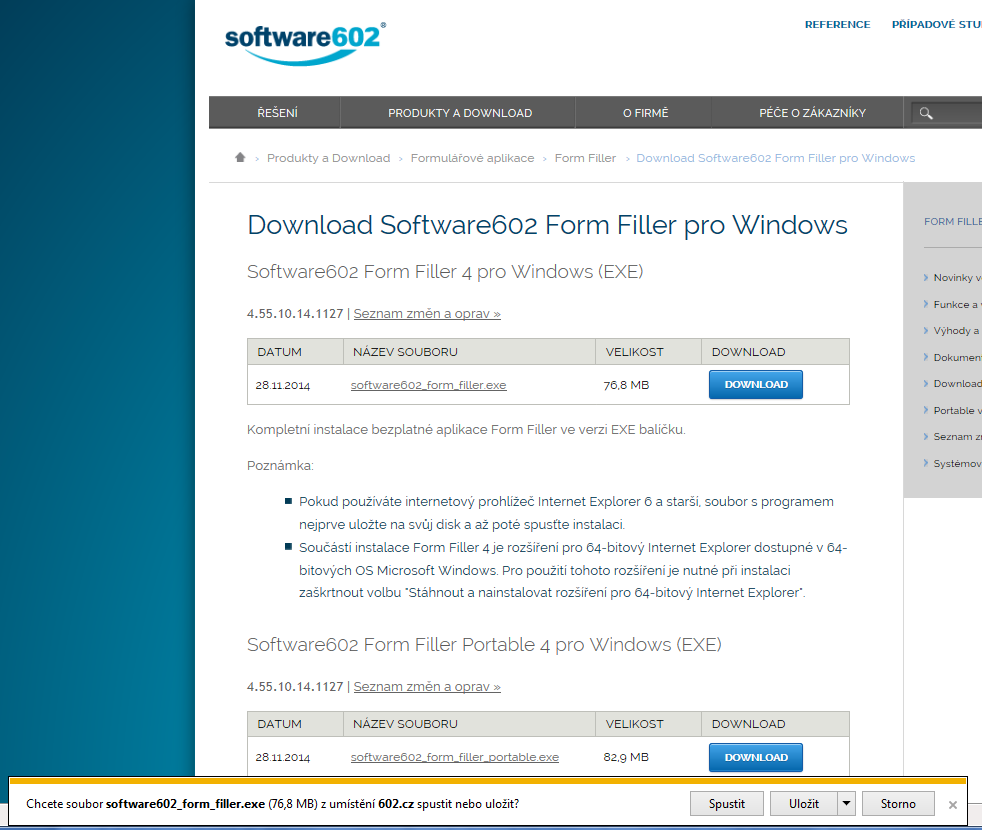 software602®
REFERENCE PŘÍPADOVÉ
ŘEŠENÍ PRODUKTY A DOWNLOAD O FIRMĚ PÉČE O ZÁKAZNÍKY
› Produkty a Download › Formulářové aplikace › Form Filler › Download Software602 Form Filler pro Windows
Download Software602 Form Filler pro Windows
FORM
Software602 Form Filler 4 pro Windows (EXE)
Novinky
4.55.10.14.1127 | Seznam změn a oprav »
Funkce a
Výhody a
DATUM NÁZEV SOUBORU VELIKOST DOWNLOAD
28.11.2014 software602_form_filler.exe 76,8 MB DOWNLOAD
Download
Portable
Kompletní instalace bezplatné aplikace Form Filler ve verzi EXE balíčku.
Seznam
Poznámka:
Pokud používáte internetový prohlížeč Internet Explorer 6 a starší, soubor s programem
nejprve uložte na svůj disk a až poté spusťte instalaci.
Součástí instalace Form Filler 4 je rozšíření pro 64-bitový Internet Explorer dostupné v 64-
bitových OS Microsoft Windows. Pro použití tohoto rozšíření je nutné při instalaci
zaškrtnout volbu "Stáhnout a nainstalovat rozšíření pro 64-bitový Internet Explorer".
Software602 Form Filler Portable 4 pro Windows (EXE)
4.55.10.14.1127 | Seznam změn a oprav »
DATUM NÁZEV SOUBORU VELIKOST DOWNLOAD
28.11.2014 software602_form_filler_portable.exe 82,9 MB DOWNLOAD
Chcete soubor software602_form_filler.exe (76,8 MB) z umístění 602.cz spustit nebo uložit? Spustit Uložit Storno